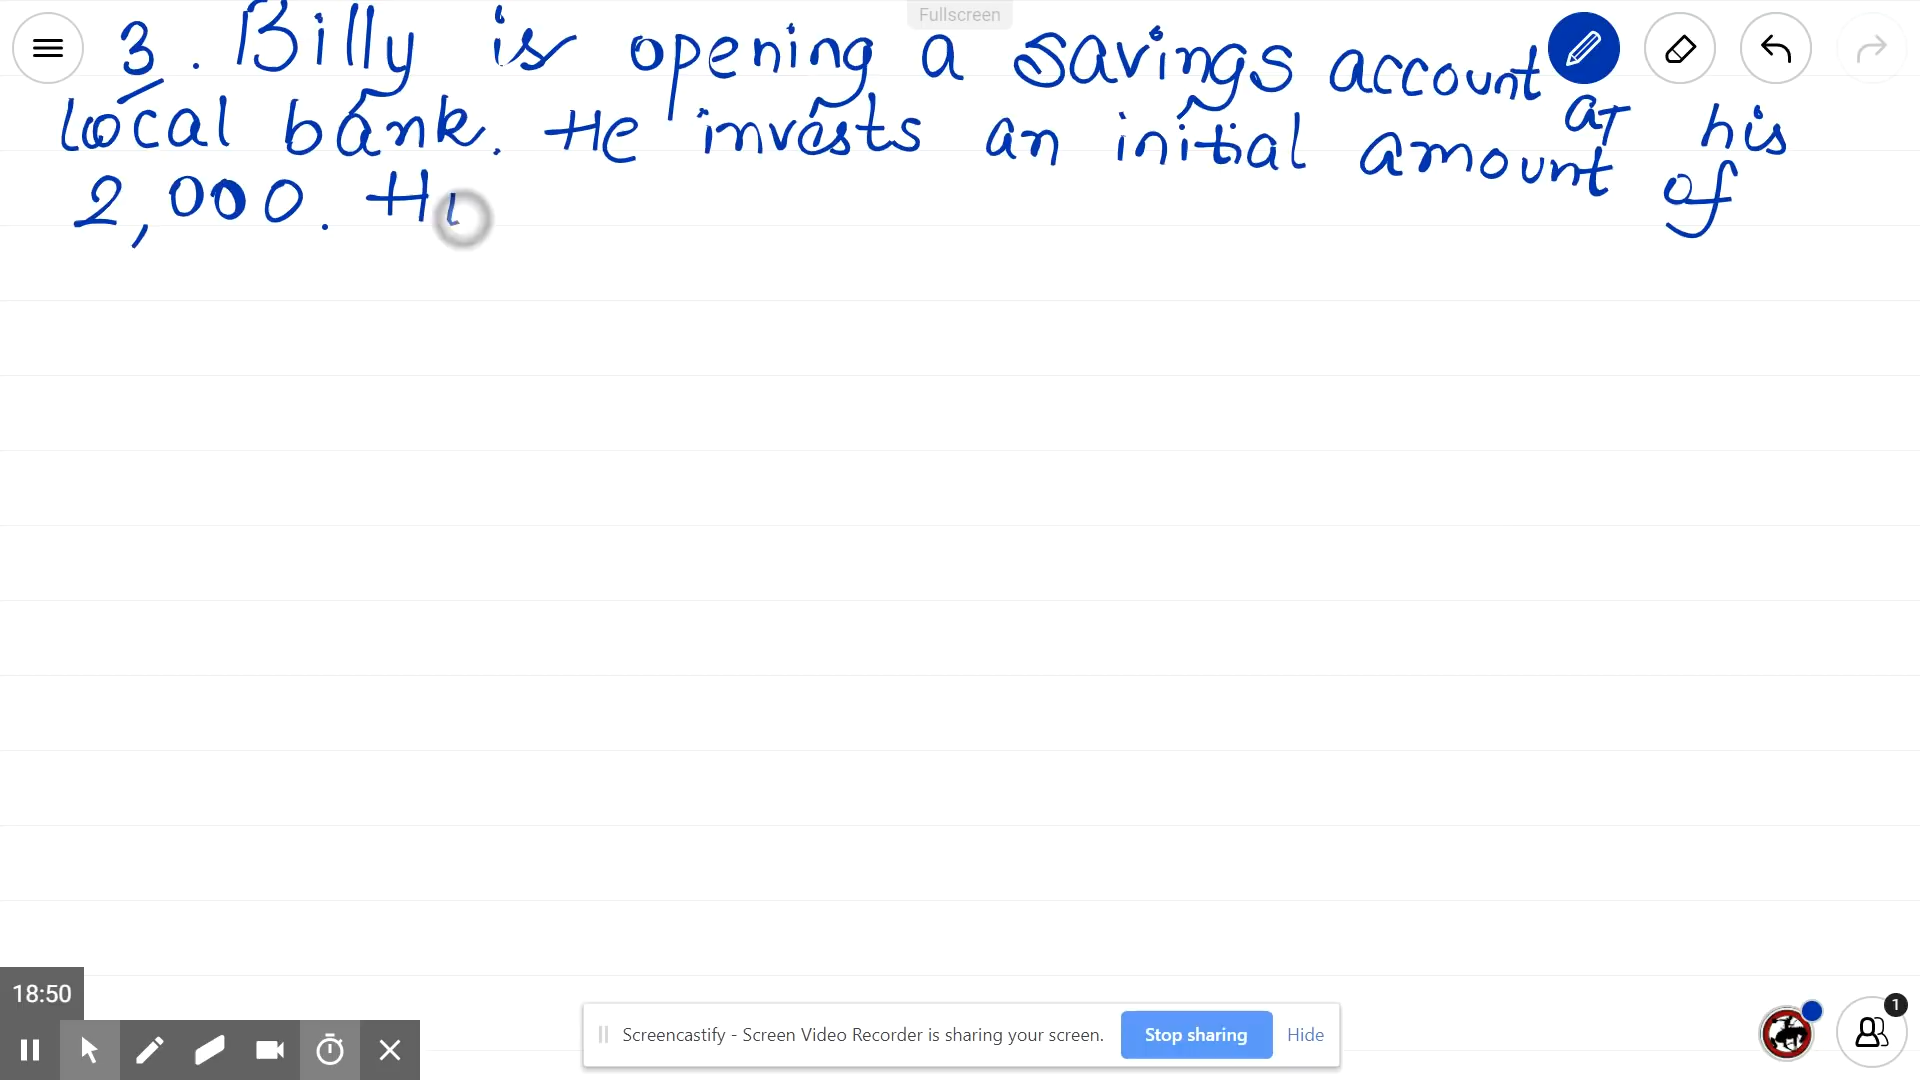 Fullscreen
3. Billy is opening a savings account at his
local bank. He invests an initial amount of
2,000. Hi
18:50
Screencastify - Screen Video Recorder is sharing your screen.
Stop sharing
Hide
1